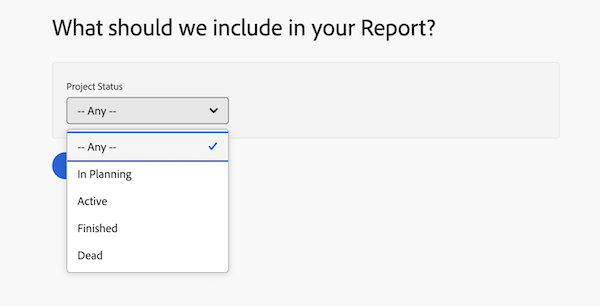 What should we include in your Report?
Project Status
-- Any --
-- Any --
In Planning
Active
Finished
Dead